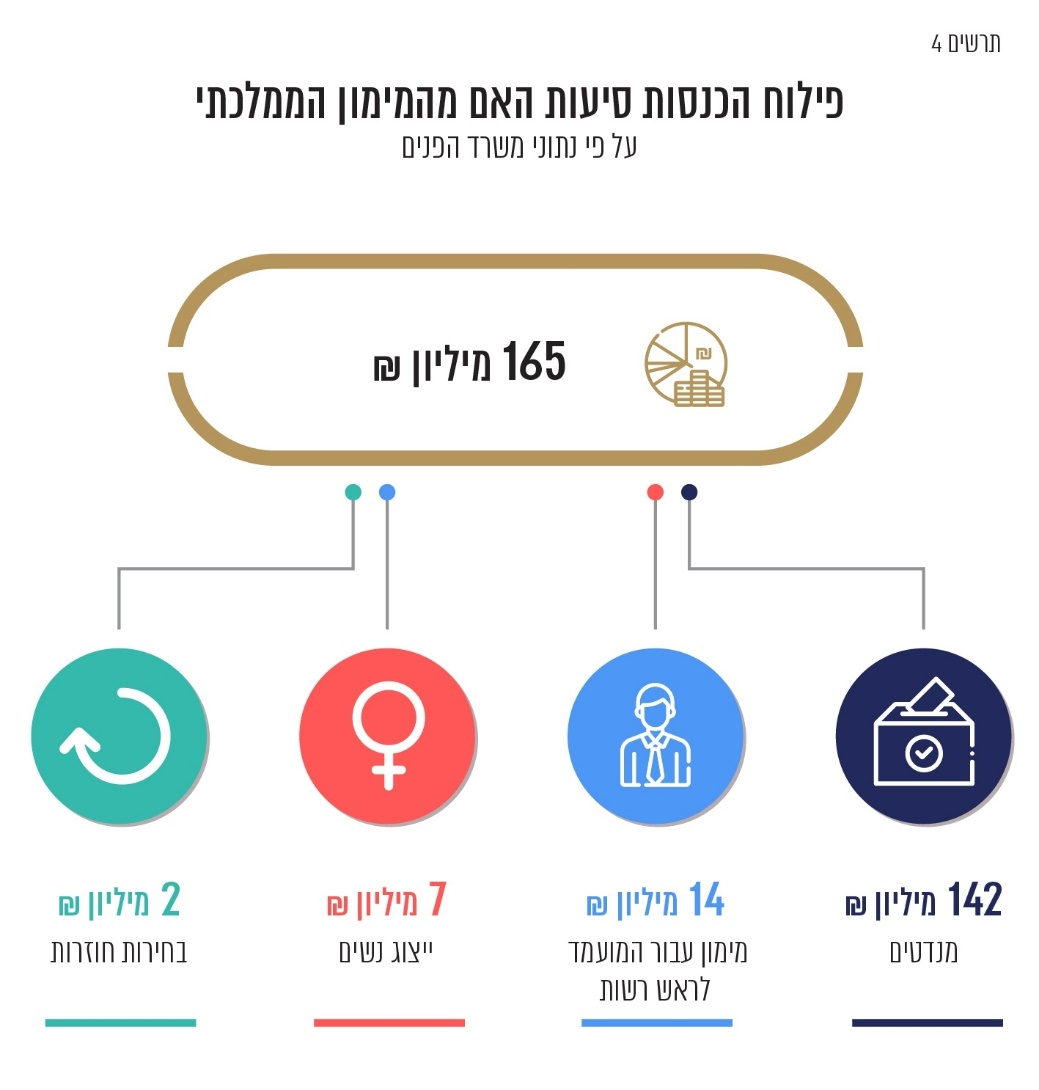 תרשים 4
פילוח הכנסות סיעות האם מהמימון הממלכתי
על פי נתוני משרד הפנים
165 מיליון ₪
₪
142 מיליון ₪
מנדטים
14 מיליון ₪
מימון עבור המועמד
לראש רשות
7 מיליון ₪
ייצוג נשים
2 מיליון ₪
בחירות חוזרות